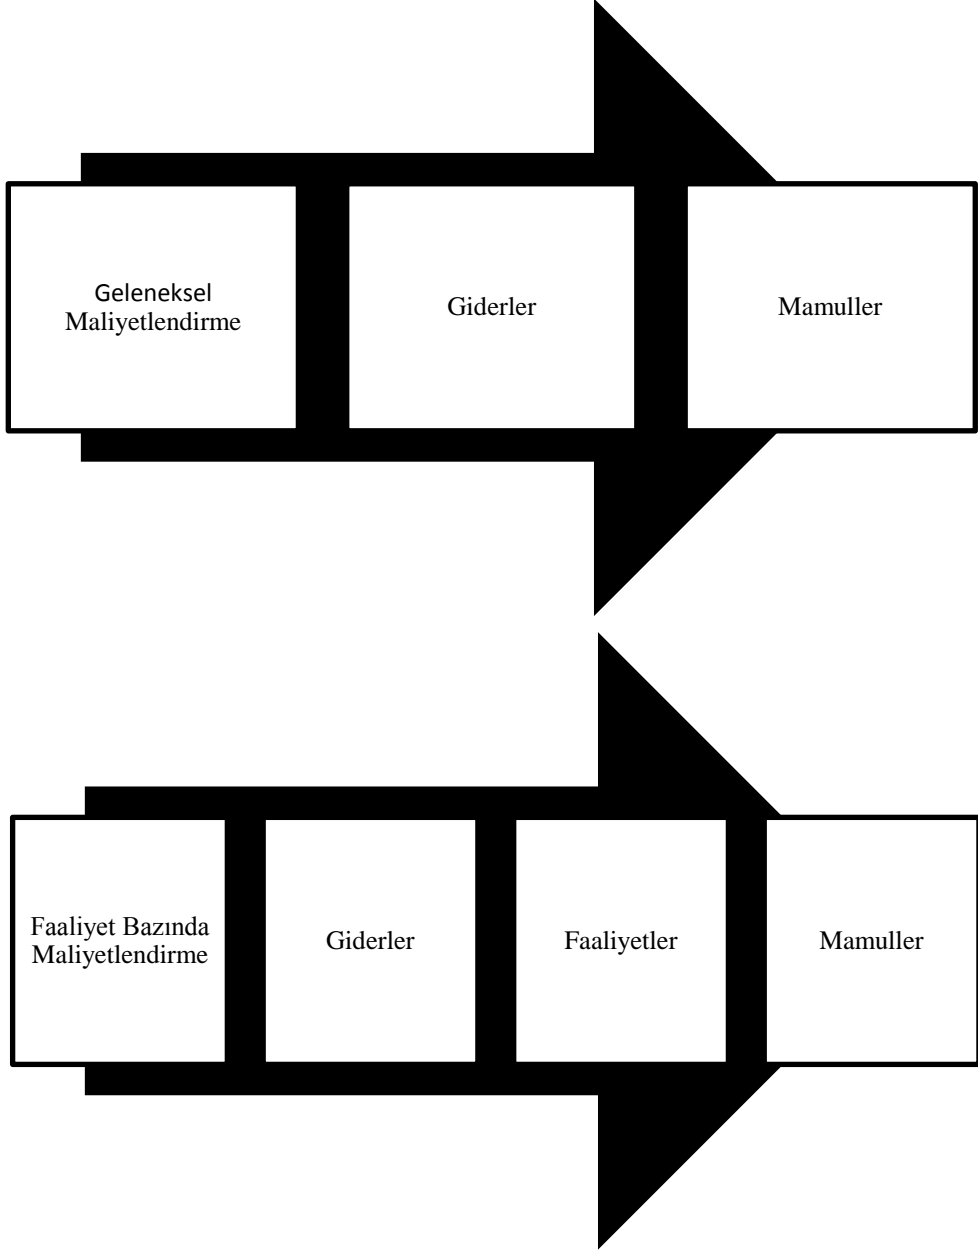 Geleneksel
Maliyetlendirme
Giderler
Mamuller
Faaliyet Bazında
Maliyetlendirme
Giderler
Faaliyetler
Mamuller